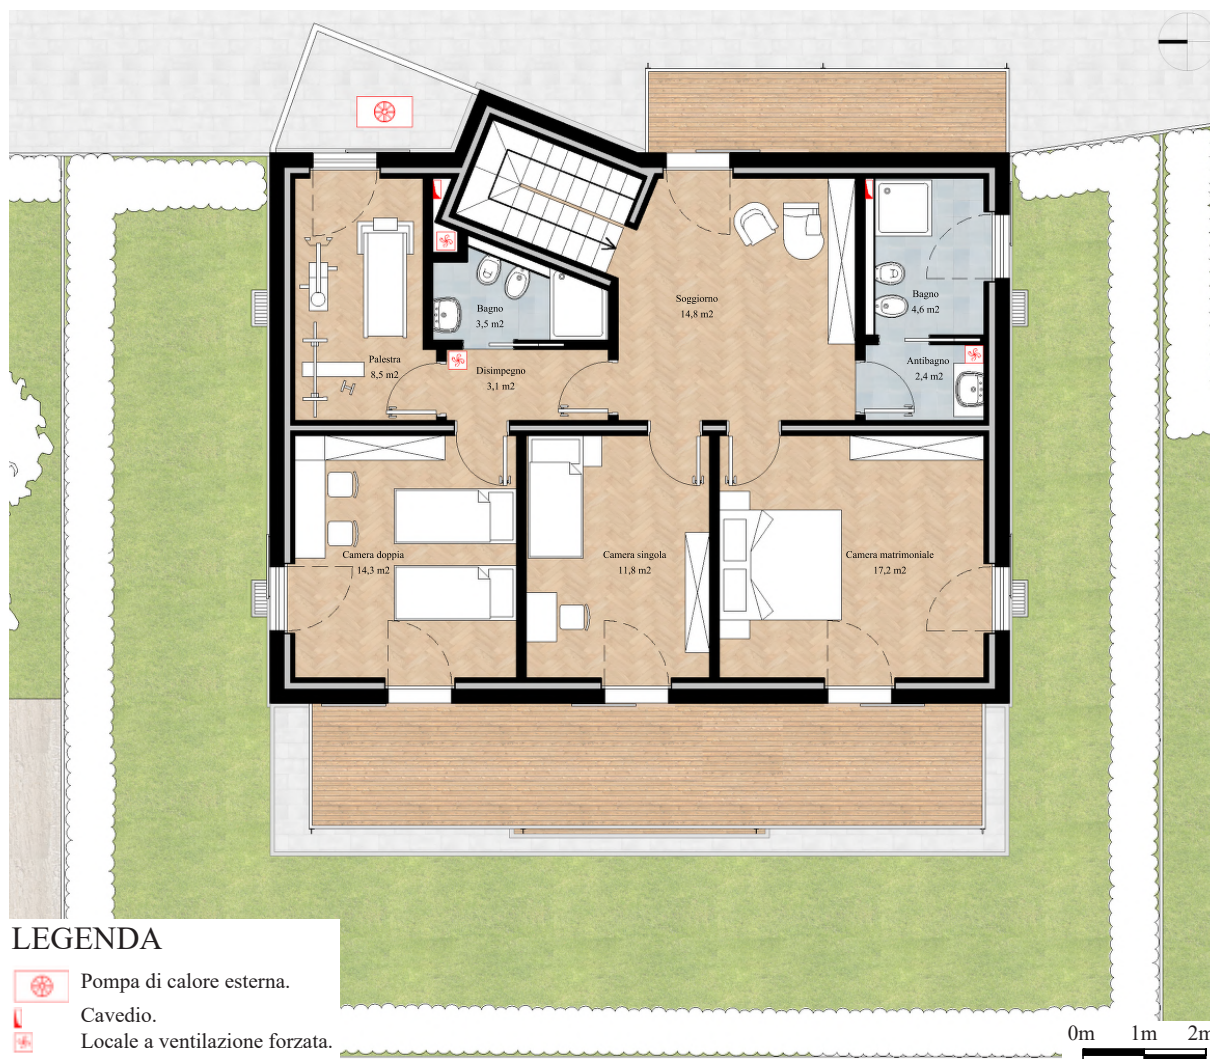 Soggiorno
14,8 m2
Bagno
4,6 m2
Bagno
3,5 m2
Palestra
8,5 m2
Disimpegno
3,1 m2
Antibagno
2,4 m2
Camera doppia
14,3 m2
Camera singola
11,8 m2
Camera matrimoniale
17,2 m2
LEGENDA
Pompa di calore esterna.
Cavedio.
Locale a ventilazione forzata.
0m 1m 2m